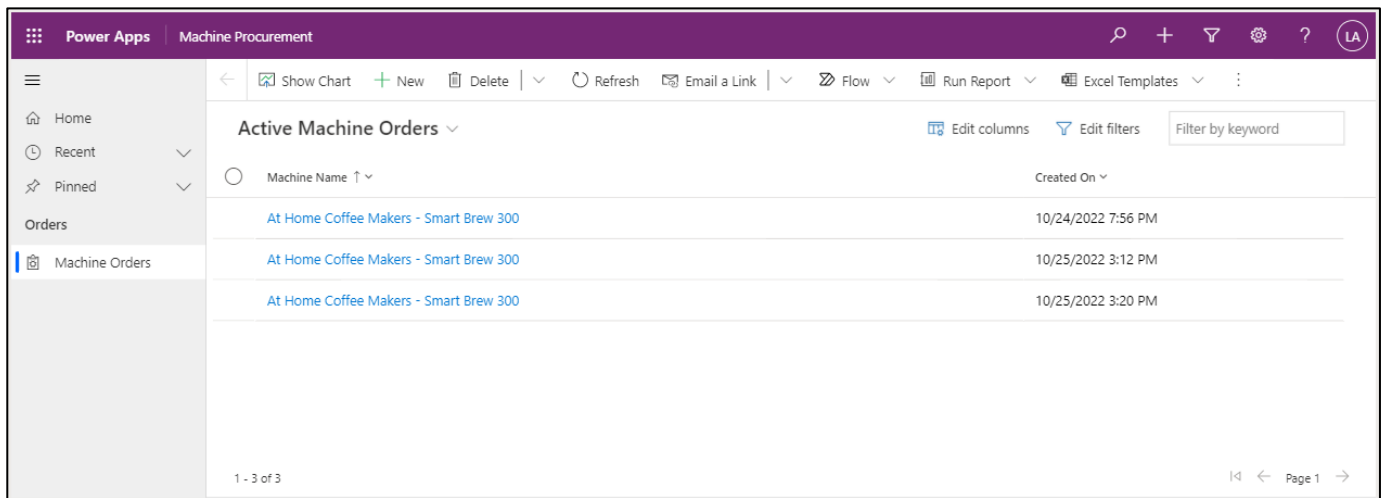 Power Apps Machine Procurement ? LA
Show Chart New Delete Refresh Email a Link Flow Run Report Excel Templates
Home
Recent
Pinned
Orders
Machine Orders
Active Machine Orders Edit columns Edit filters Filter by keyword
Machine Name Created On
At Home Coffee Makers - Smart Brew 300 10/24/2022 7:56 PM
At Home Coffee Makers - Smart Brew 300 10/25/2022 3:12 PM
At Home Coffee Makers - Smart Brew 300 10/25/2022 3:20 PM
1 - 3 of 3 Page 1